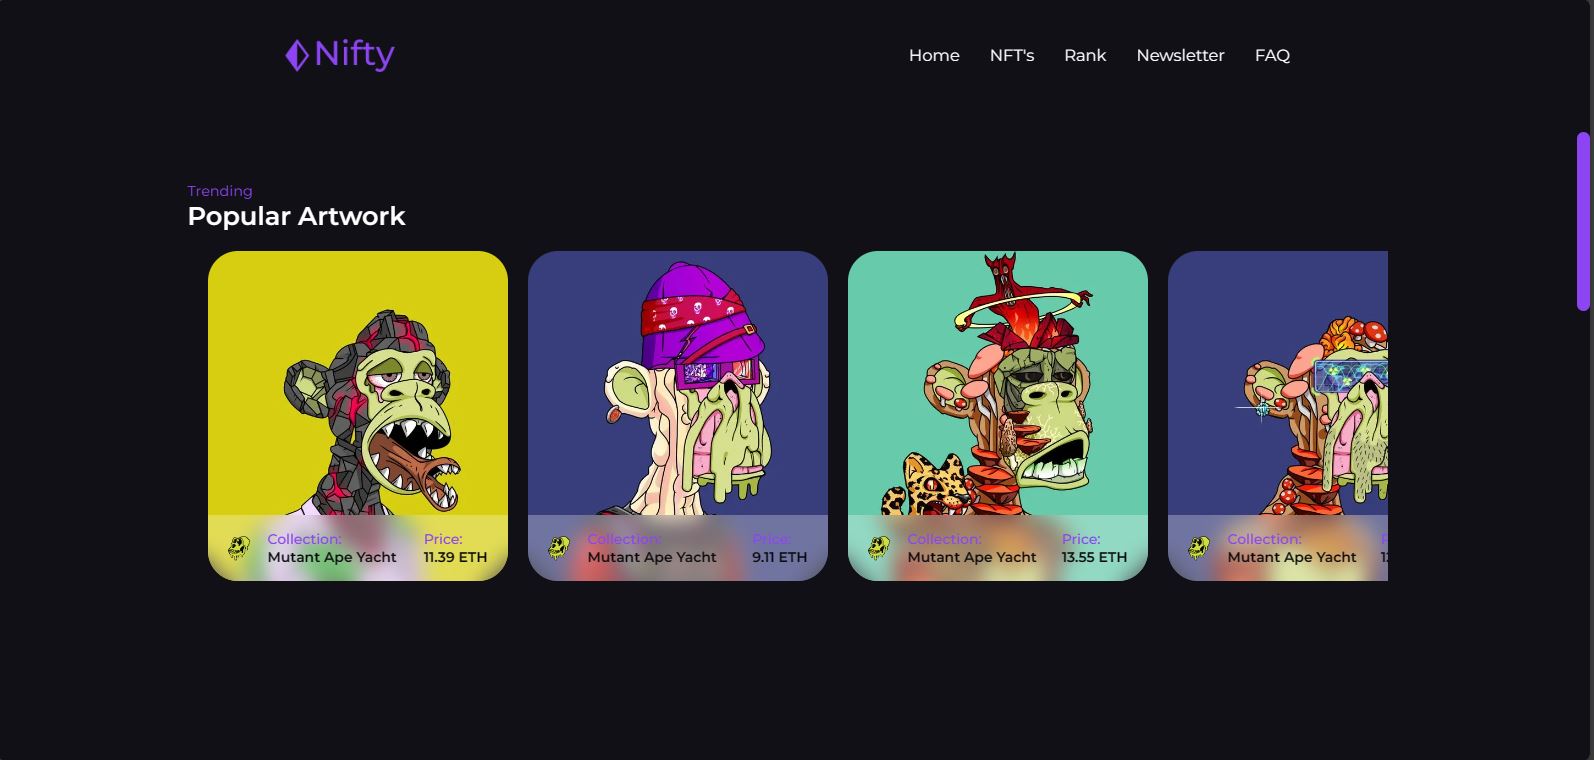 Nifty
Home NFT's Rank Newsletter FAQ
Trending
Popular Artwork
Collection: Price:
Mutant Ape Yacht 11.39 ETH
Collection: Price:
Mutant Ape Yacht 9.11 ETH
Collection: Price:
Mutant Ape Yacht 13.55 ETH
Collection:
Mutant Ape Yacht